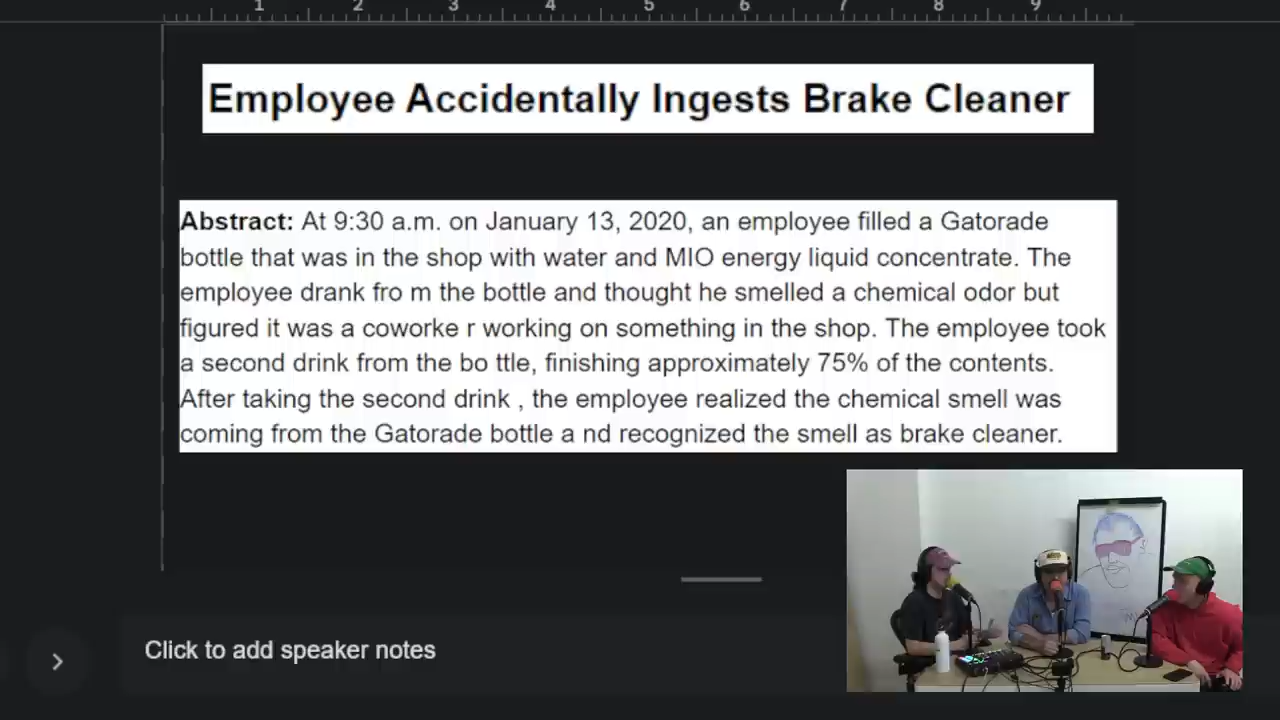 1 2 3 4 5 6 7 8 9
Employee Accidentally Ingests Brake Cleaner
Abstract: At 9:30 a.m. on January 13, 2020, an employee filled a Gatorade
bottle that was in the shop with water and MIO energy liquid concentrate. The
employee drank fro m the bottle and thought he smelled a chemical odor but
figured it was a coworke r working on something in the shop. The employee took
a second drink from the bo ttle, finishing approximately 75% of the contents.
After taking the second drink , the employee realized the chemical smell was
coming from the Gatorade bottle a nd recognized the smell as brake cleaner.
Click to add speaker notes